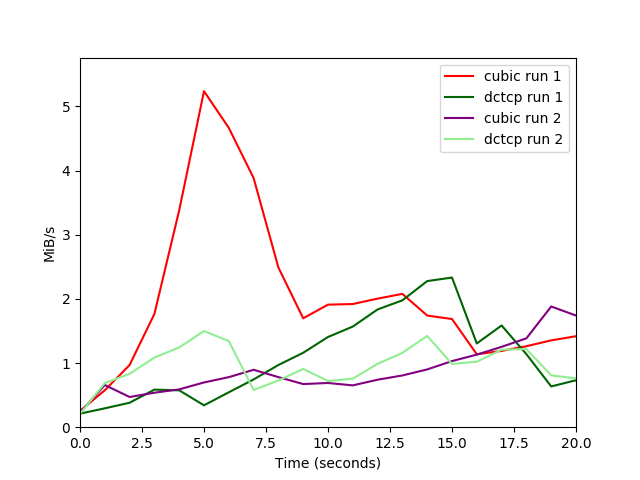 cubic run 1
dctcp run 1
cubic run 2
dctcp run 2
MiB/s
5
4
3
2
1
0
0.0 2.5 5.0 7.5 10.0 12.5 15.0 17.5 20.0
Time (seconds)